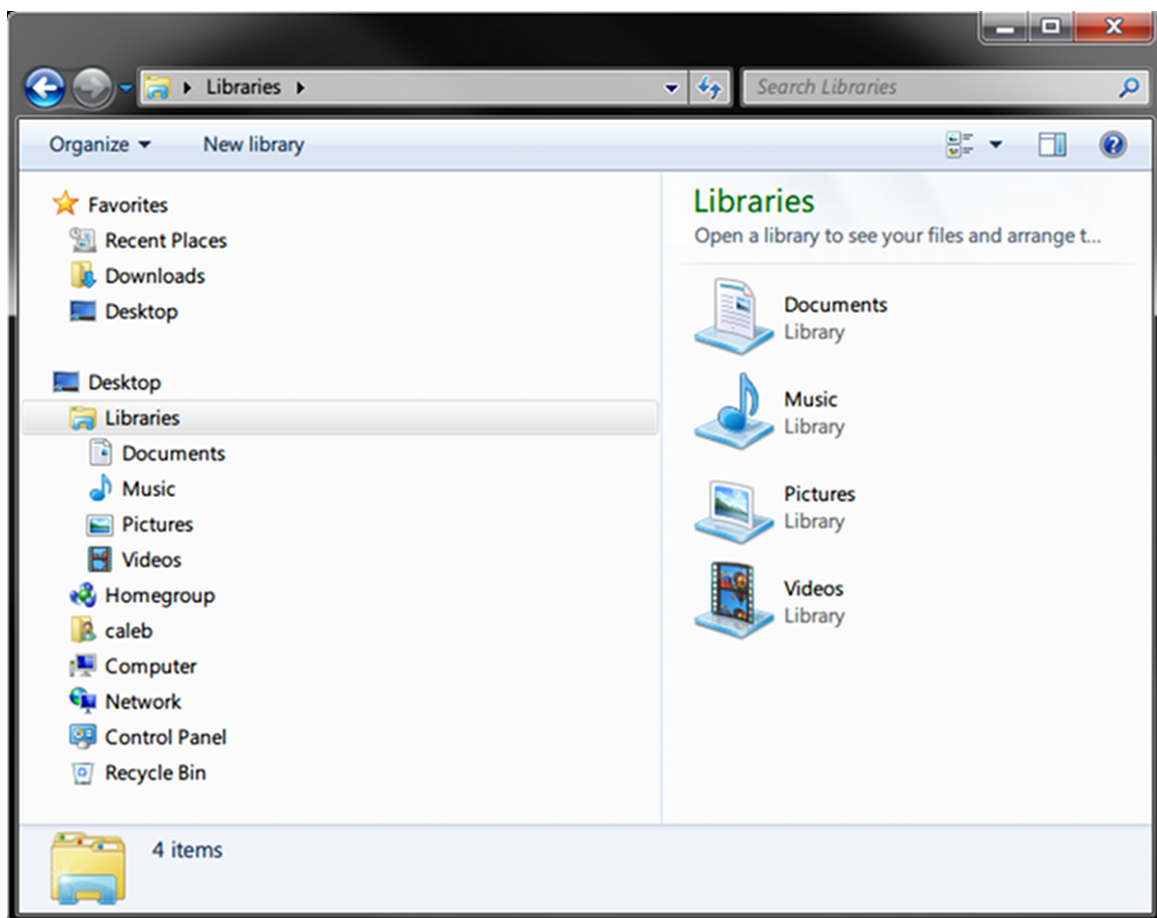 Libraries
Search Libraries
Organize
New library
Favorites
Recent Places
Downloads
Desktop
Desktop
Libraries
Documents
Music
Pictures
Videos
Homegroup
caleb
Computer
Network
Control Panel
Recycle Bin
Libraries
Open a library to see your files and arrange t...
Documents
Library
Music
Library
Pictures
Library
Videos
Library
4 items